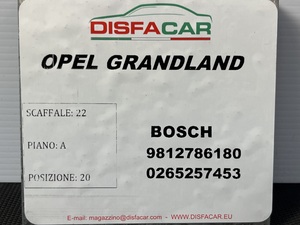 DISFACAR
OPEL GRANDLAND
SCAFFALE: 22
BOSCH
PIANO: A
9812786180
POSIZIONE: 20
0265257453
E-mail: magazzino@disfacar.com - WWW.DISFACAR.EU